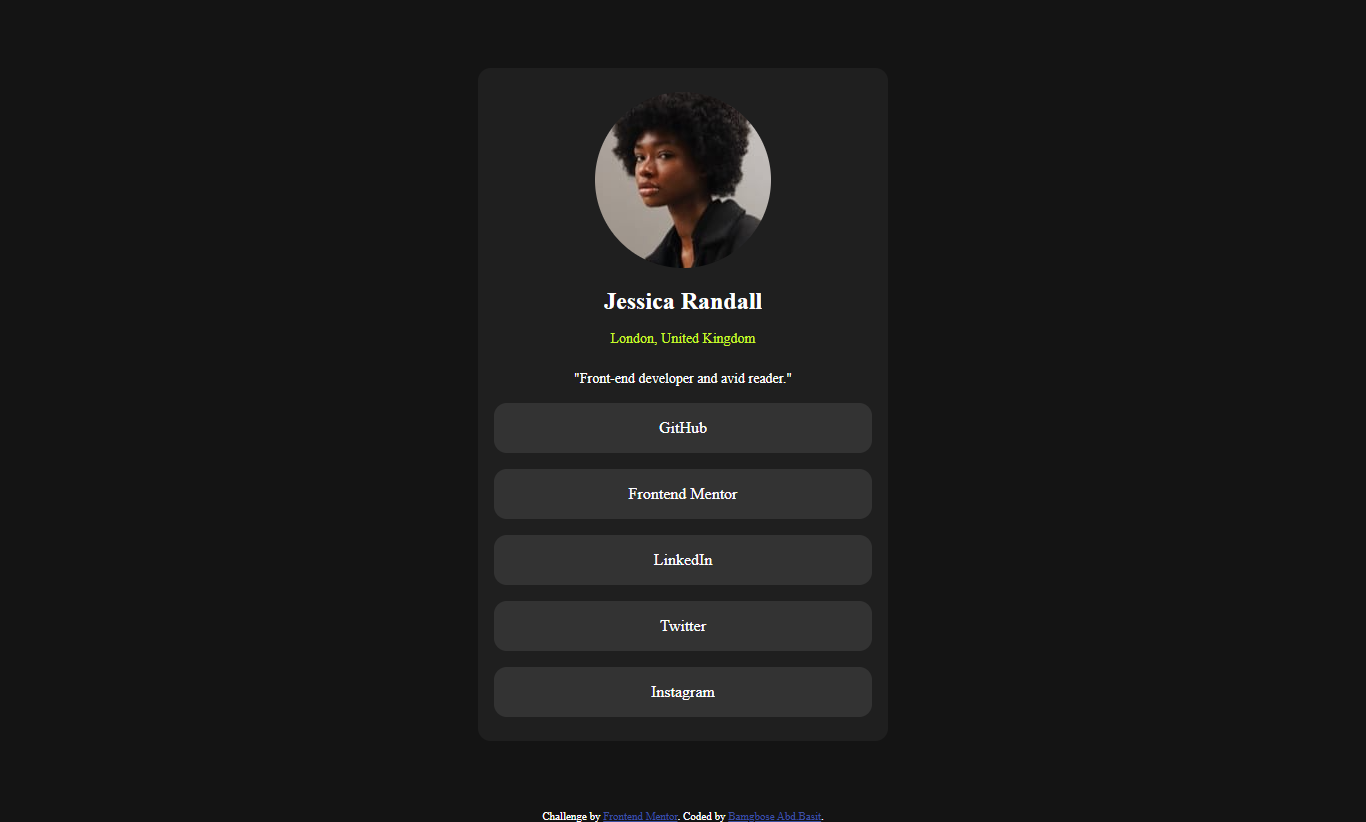 Jessica Randall
London, United Kingdom
"Front-end developer and avid reader."
GitHub
Frontend Mentor
LinkedIn
Twitter
Instagram
Challenge by Frontend Mentor. Coded by Bamgbose Abd Basit.